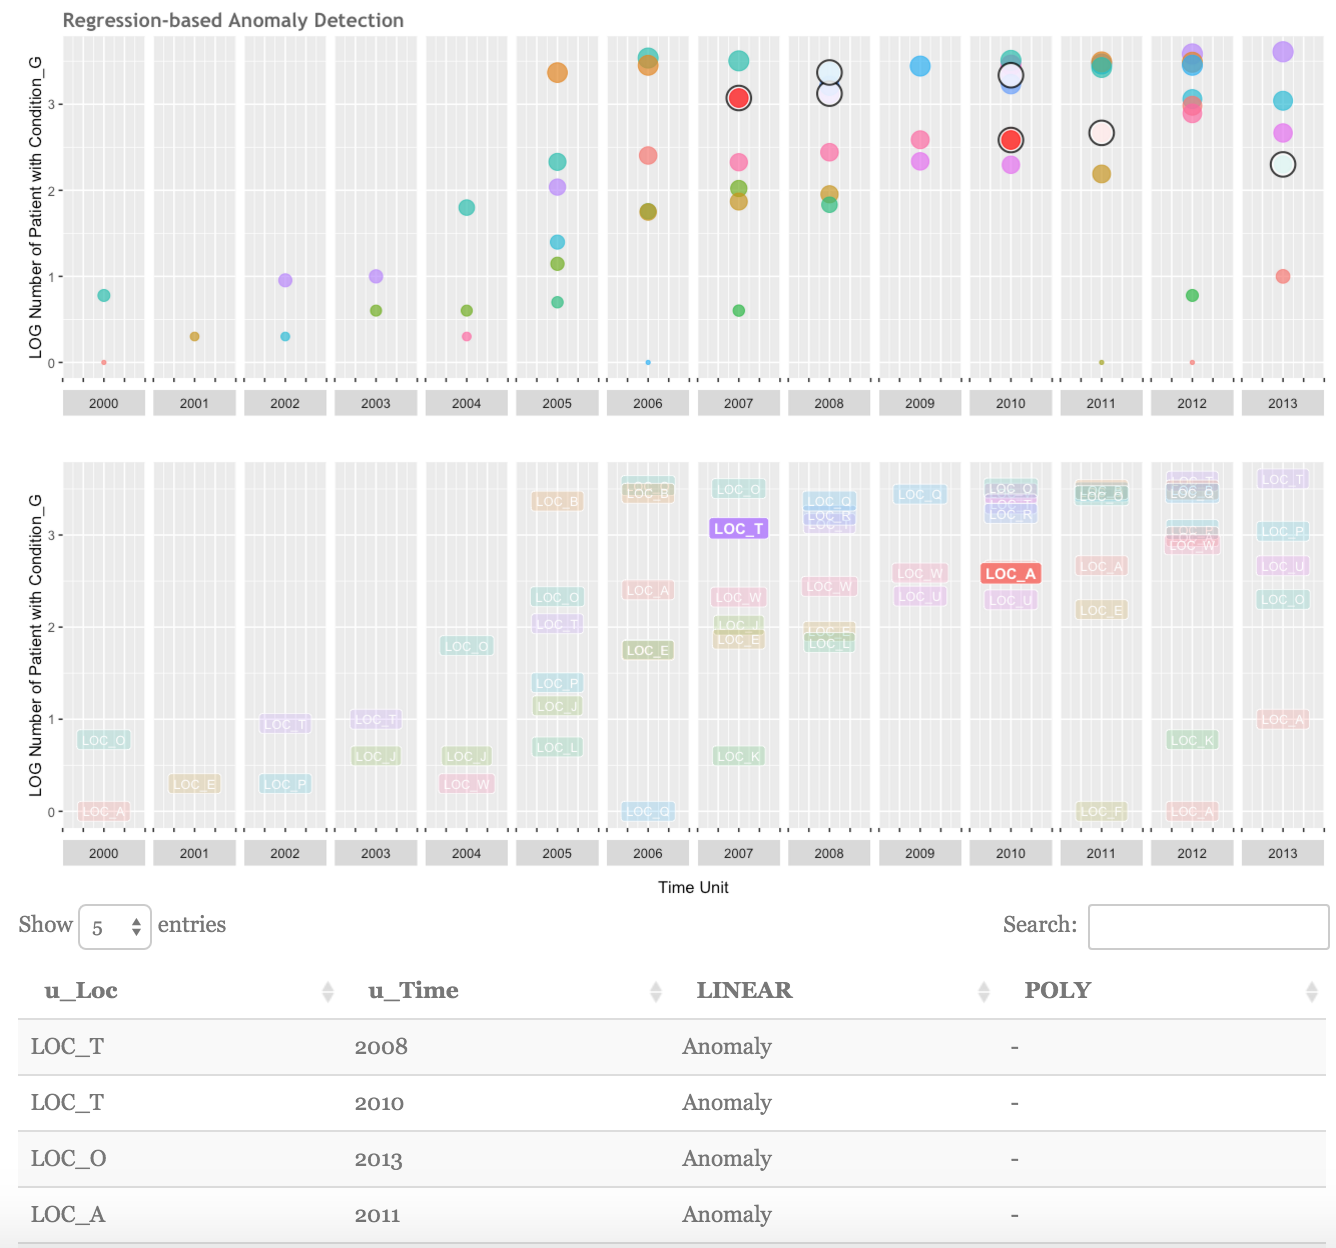 Regression-based Anomaly Detection
LOG Number of Patient with Condition_G
3
2
1
0
2000 2001 2002 2003 2004 2005 2006 2007 2008 2009 2010 2011 2012 2013
LOG Number of Patient with Condition_G
3
2
1
0
LOC_O
LOC_A
LOC_E
LOC_T
LOC_P
LOC_T
LOC_J
LOC_O
LOC_J
LOC_W
LOC_B
LOC_O
LOC_T
LOC_P
LOC_J
LOC_L
LOC_B
LOC_A
LOC_E
LOC_Q
LOC_O
LOC_T
LOC_W
LOC_J
LOC_E
LOC_K
LOC_Q
LOC_R
LOC_W
LOC_L
LOC_Q
LOC_W
LOC_U
LOC_O
LOC_R
LOC_A
LOC_U
LOC_O
LOC_A
LOC_E
LOC_F
LOC_T
LOC_Q
LOC_W
LOC_K
LOC_A
LOC_T
LOC_P
LOC_U
LOC_O
LOC_A
2000 2001 2002 2003 2004 2005 2006 2007 2008 2009 2010 2011 2012 2013
Time Unit
Show 5 entries Search:
u_Loc u_Time LINEAR POLY
LOC_T 2008 Anomaly -
LOC_T 2010 Anomaly -
LOC_O 2013 Anomaly -
LOC_A 2011 Anomaly -